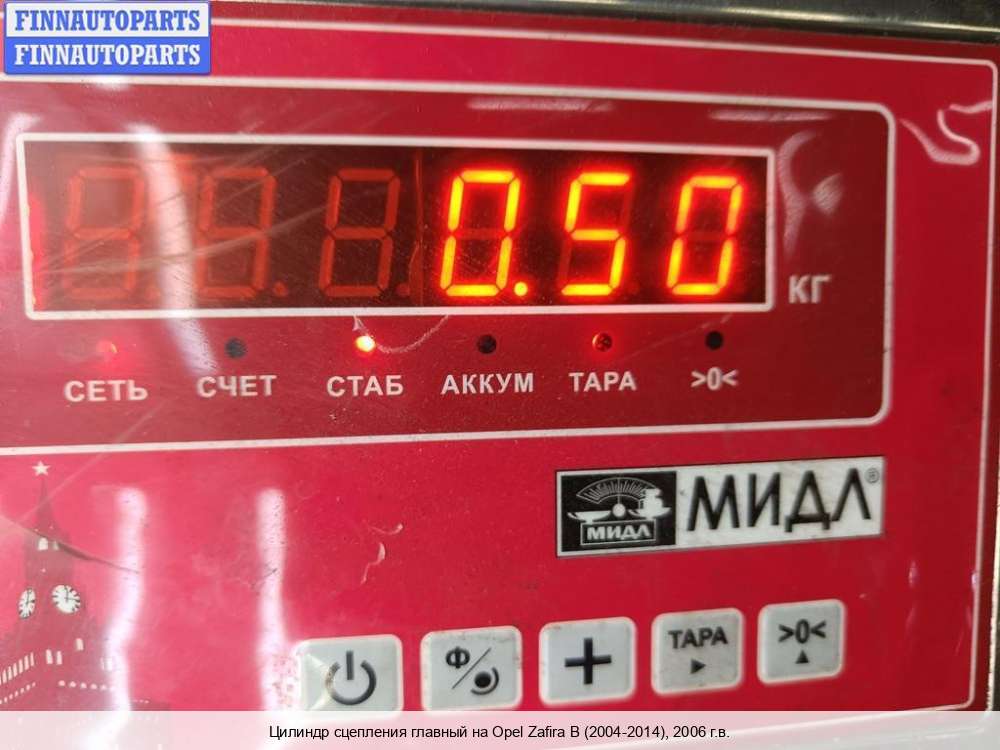 FINNAUTOPARTS
FINNAUTOPARTS
0.50
КГ
СЕТЬ СЧЕТ СТАБ АККУМ ТАРА >0<
МИДЛ МИДЛ®
Ф ТАРА >0<
Цилиндр сцепления главный на Opel Zafira B (2004-2014), 2006 г.в.